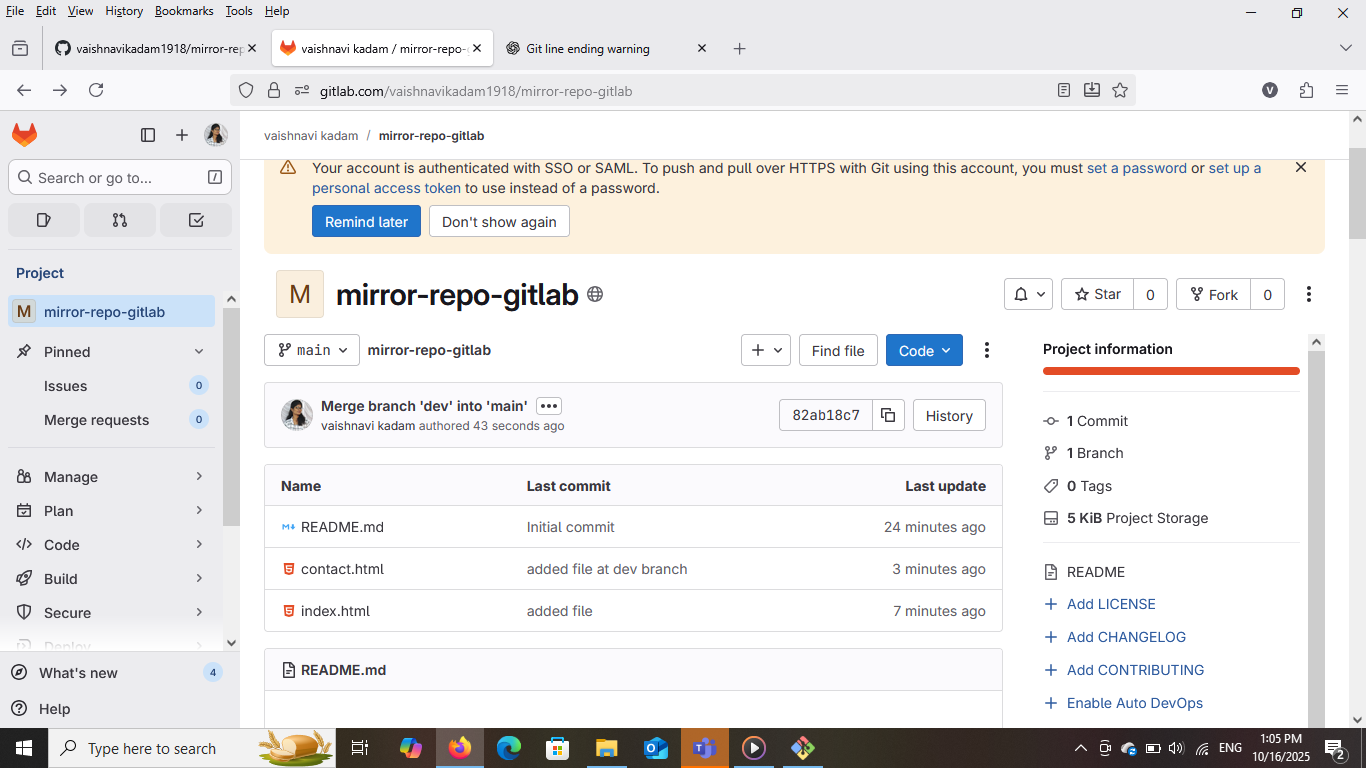 File Edit View History Bookmarks Tools Help
vaishnavikadam1918/mirror-rep
vaishnavi kadam / mirror-repo-
Git line ending warning
gitlab.com/vaishnavikadam1918/mirror-repo-gitlab
V
vaishnavi kadam / mirror-repo-gitlab
Search or go to... /
Project
M mirror-repo-gitlab
Pinned
Issues 0
Merge requests 0
Manage
Plan
Code
Build
Secure
Deploy
What's new 4
Help
Your account is authenticated with SSO or SAML. To push and pull over HTTPS with Git using this account, you must set a password or set up a
personal access token to use instead of a password.
Remind later Don't show again
M mirror-repo-gitlab
Star 0 Fork 0
main mirror-repo-gitlab
Find file Code
Merge branch 'dev' into 'main'
vaishnavi kadam authored 43 seconds ago
82ab18c7 History
Name Last commit Last update
README.md Initial commit 24 minutes ago
contact.html added file at dev branch 3 minutes ago
index.html added file 7 minutes ago
README.md
Project information
1 Commit
1 Branch
0 Tags
5 KiB Project Storage
README
Add LICENSE
Add CHANGELOG
Add CONTRIBUTING
Enable Auto DevOps
Type here to search
ENG
1:05 PM
10/16/2025
2